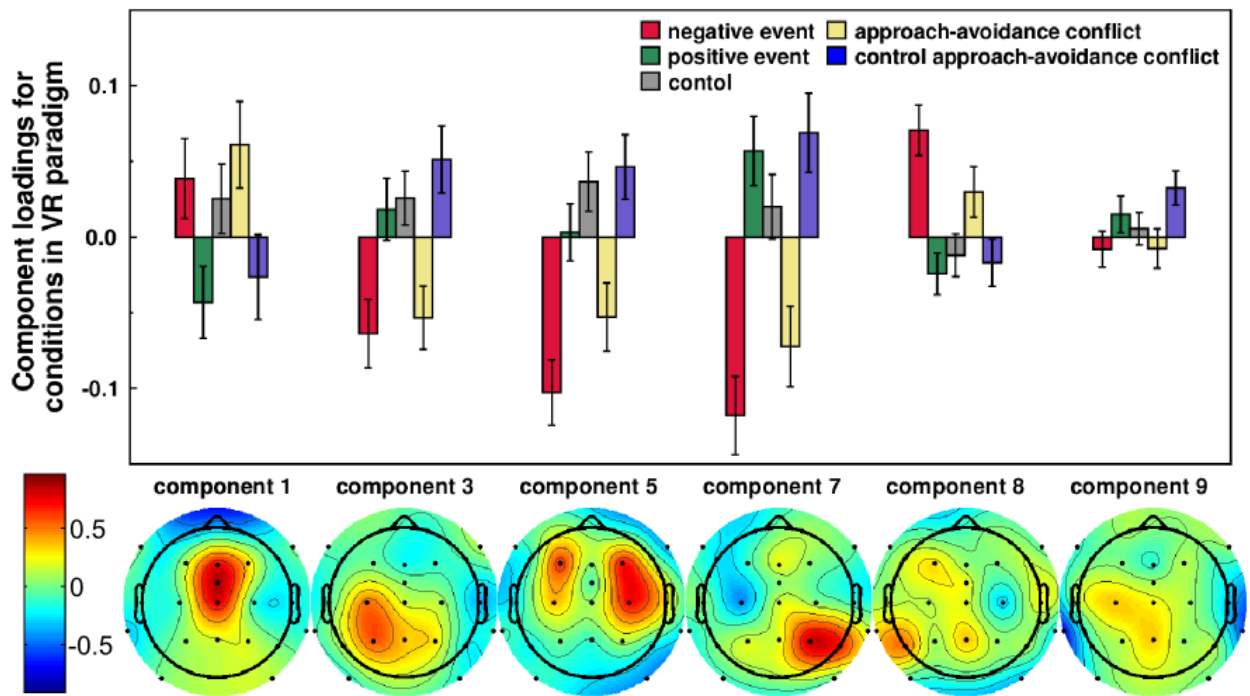 negative event
approach-avoidance conflict
positive event
control approach-avoidance conflict
contol
Component loadings for
conditions in VR paradigm
0.1
0.0
-0.1
component 1
component 3
component 5
component 7
component 8
component 9
0.5
0
-0.5